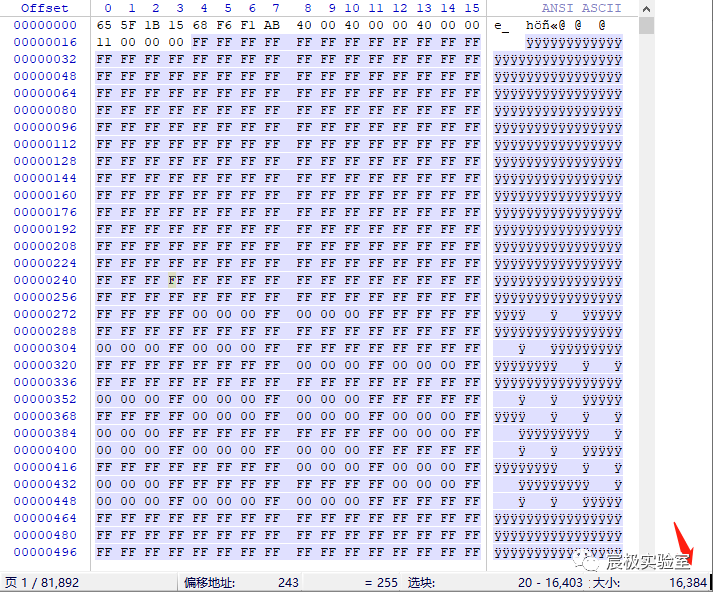 Offset 0 1 2 3 4 5 6 7 8 9 10 11 12 13 14 15 ANSI ASCII
00000000 65 5F 1B 15 68 F6 F1 AB 40 00 40 00 00 40 00 00 e_ höñ«@ @ @
00000016 11 00 00 00 FF FF FF FF FF FF FF FF FF FF FF FF ÿÿÿÿÿÿÿÿÿÿÿÿ
00000032 FF FF FF FF FF FF FF FF FF FF FF FF FF FF FF FF ÿÿÿÿÿÿÿÿÿÿÿÿÿÿÿÿ
00000048 FF FF FF FF FF FF FF FF FF FF FF FF FF FF FF FF ÿÿÿÿÿÿÿÿÿÿÿÿÿÿÿÿ
00000064 FF FF FF FF FF FF FF FF FF FF FF FF FF FF FF FF ÿÿÿÿÿÿÿÿÿÿÿÿÿÿÿÿ
00000080 FF FF FF FF FF FF FF FF FF FF FF FF FF FF FF FF ÿÿÿÿÿÿÿÿÿÿÿÿÿÿÿÿ
00000096 FF FF FF FF FF FF FF FF FF FF FF FF FF FF FF FF ÿÿÿÿÿÿÿÿÿÿÿÿÿÿÿÿ
00000112 FF FF FF FF FF FF FF FF FF FF FF FF FF FF FF FF ÿÿÿÿÿÿÿÿÿÿÿÿÿÿÿÿ
00000128 FF FF FF FF FF FF FF FF FF FF FF FF FF FF FF FF ÿÿÿÿÿÿÿÿÿÿÿÿÿÿÿÿ
00000144 FF FF FF FF FF FF FF FF FF FF FF FF FF FF FF FF ÿÿÿÿÿÿÿÿÿÿÿÿÿÿÿÿ
00000160 FF FF FF FF FF FF FF FF FF FF FF FF FF FF FF FF ÿÿÿÿÿÿÿÿÿÿÿÿÿÿÿÿ
00000176 FF FF FF FF FF FF FF FF FF FF FF FF FF FF FF FF ÿÿÿÿÿÿÿÿÿÿÿÿÿÿÿÿ
00000192 FF FF FF FF FF FF FF FF FF FF FF FF FF FF FF FF ÿÿÿÿÿÿÿÿÿÿÿÿÿÿÿÿ
00000208 FF FF FF FF FF FF FF FF FF FF FF FF FF FF FF FF ÿÿÿÿÿÿÿÿÿÿÿÿÿÿÿÿ
00000224 FF FF FF FF FF FF FF FF FF FF FF FF FF FF FF FF ÿÿÿÿÿÿÿÿÿÿÿÿÿÿÿÿ
00000240 FF FF FF FF FF FF FF FF FF FF FF FF FF FF FF FF ÿÿÿÿÿÿÿÿÿÿÿÿÿÿÿÿ
00000256 FF FF FF FF FF FF FF FF FF FF FF FF FF FF FF FF ÿÿÿÿÿÿÿÿÿÿÿÿÿÿÿÿ
00000272 FF FF FF FF 00 00 00 FF 00 00 00 FF FF FF FF FF ÿÿÿÿ ÿ ÿÿÿÿÿ
00000288 FF FF FF FF FF FF FF FF FF FF FF FF FF FF FF FF ÿÿÿÿÿÿÿÿÿÿÿÿÿÿÿÿ
00000304 00 00 00 FF 00 00 00 FF FF FF FF FF FF FF FF FF ÿ ÿÿÿÿÿÿÿÿÿ
00000320 FF FF FF FF FF FF FF FF 00 00 00 FF 00 00 00 FF ÿÿÿÿÿÿÿÿ ÿ ÿ
00000336 FF FF FF FF FF FF FF FF FF FF FF FF FF FF FF FF ÿÿÿÿÿÿÿÿÿÿÿÿÿÿÿÿ
00000352 00 00 00 FF 00 00 00 FF 00 00 00 FF FF FF FF FF ÿ ÿ ÿÿÿÿÿ
00000368 FF FF FF FF 00 00 00 FF 00 00 00 FF 00 00 00 FF ÿÿÿÿ ÿ ÿ ÿ
00000384 00 00 00 FF FF FF FF FF FF FF FF FF 00 00 00 FF ÿÿÿÿÿÿÿÿÿ ÿ
00000400 00 00 00 FF 00 00 00 FF 00 00 00 FF FF FF FF FF ÿ ÿ ÿÿÿÿÿ
00000416 FF FF FF FF FF FF FF FF 00 00 00 FF 00 00 00 FF ÿÿÿÿÿÿÿÿ ÿ ÿ
00000432 00 00 00 FF FF FF FF FF FF FF FF FF 00 00 00 FF ÿÿÿÿÿÿÿÿÿ ÿ
00000448 00 00 00 FF 00 00 00 FF 00 00 00 FF FF FF FF FF ÿ ÿ ÿÿÿÿÿ
00000464 FF FF FF FF FF FF FF FF FF FF FF FF FF FF FF FF ÿÿÿÿÿÿÿÿÿÿÿÿÿÿÿÿ
00000480 FF FF FF FF FF FF FF FF FF FF FF FF FF FF FF FF ÿÿÿÿÿÿÿÿÿÿÿÿÿÿÿÿ
00000496 FF FF FF FF FF FF FF FF FF FF FF FF FF FF FF FF ÿÿÿÿÿÿÿÿÿÿÿÿ
辰极实验室
页 1 / 81,892 偏移地址: 243 = 255 选块: 20 - 16,403 大小: 16,384